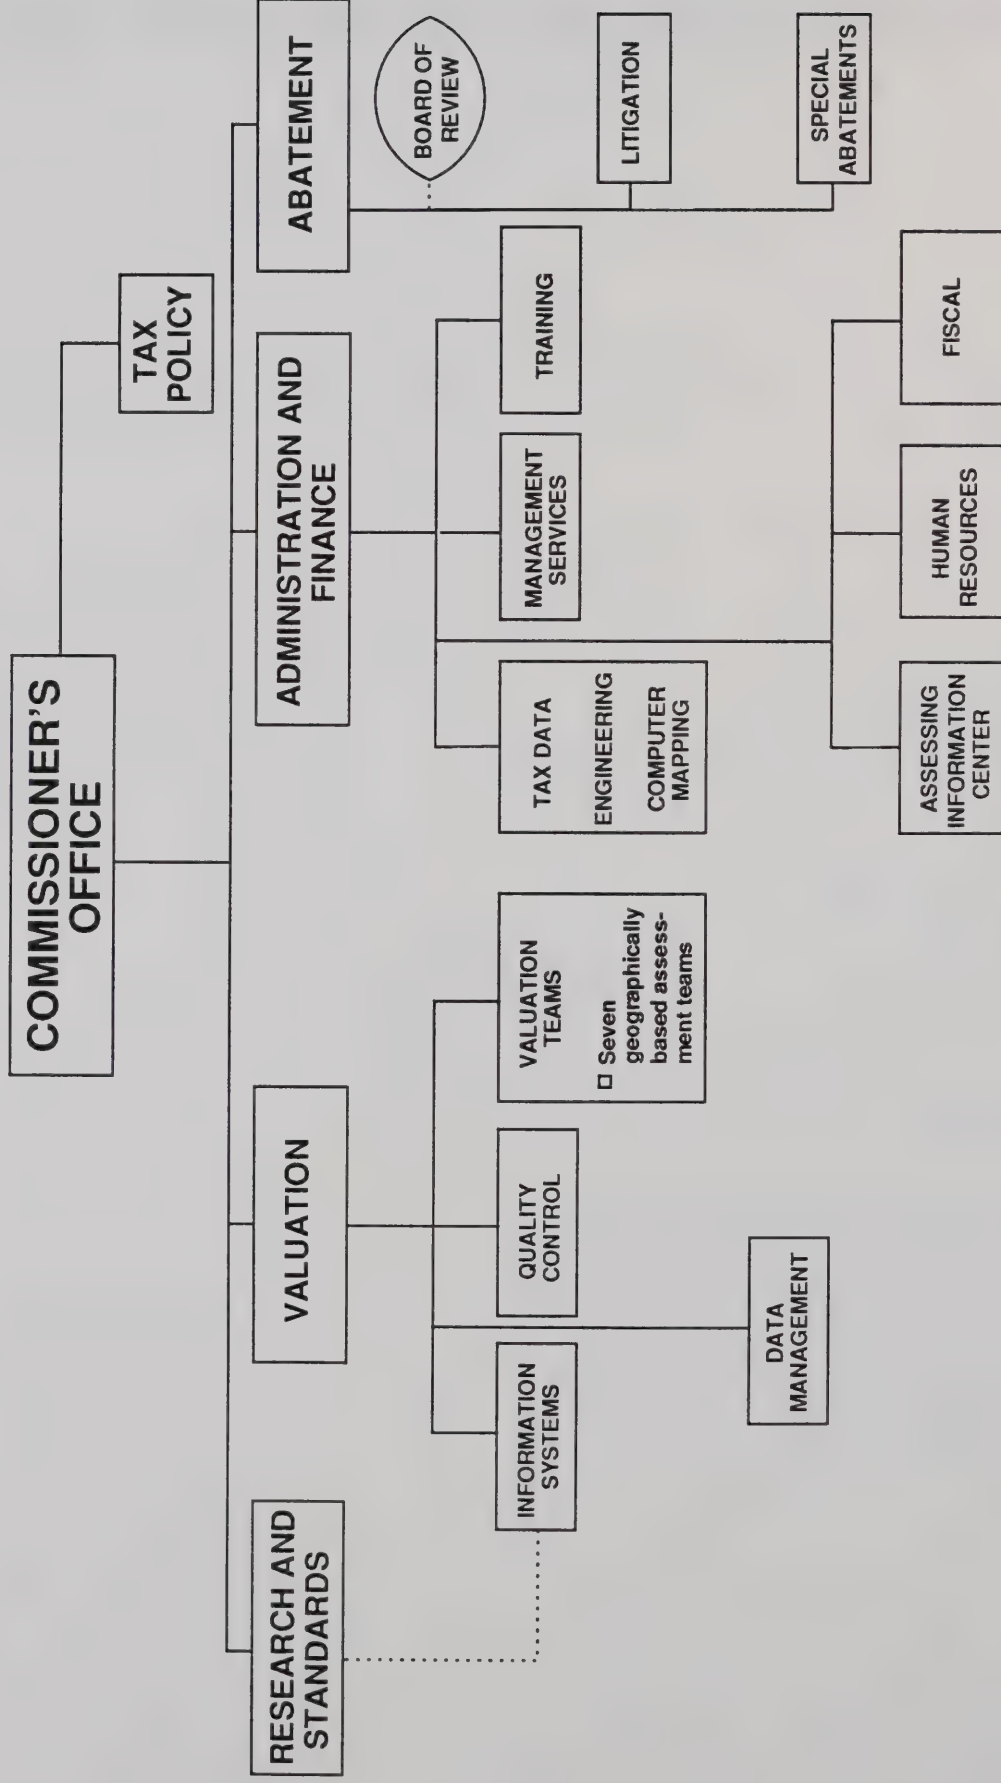 COMMISSIONER'S
OFFICE
TAX
POLICY
RESEARCH AND
STANDARDS
VALUATION
ADMINISTRATION AND
FINANCE
ABATEMENT
INFORMATION
SYSTEMS
QUALITY
CONTROL
VALUATION
TEAMS
□ Seven
geographically
based assess-
ment teams
DATA
MANAGEMENT
TAX DATA
ENGINEERING
COMPUTER
MAPPING
MANAGEMENT
SERVICES
TRAINING
ASSESSING
INFORMATION
CENTER
HUMAN
RESOURCES
FISCAL
BOARD OF
REVIEW
LITIGATION
SPECIAL
ABATEMENTS